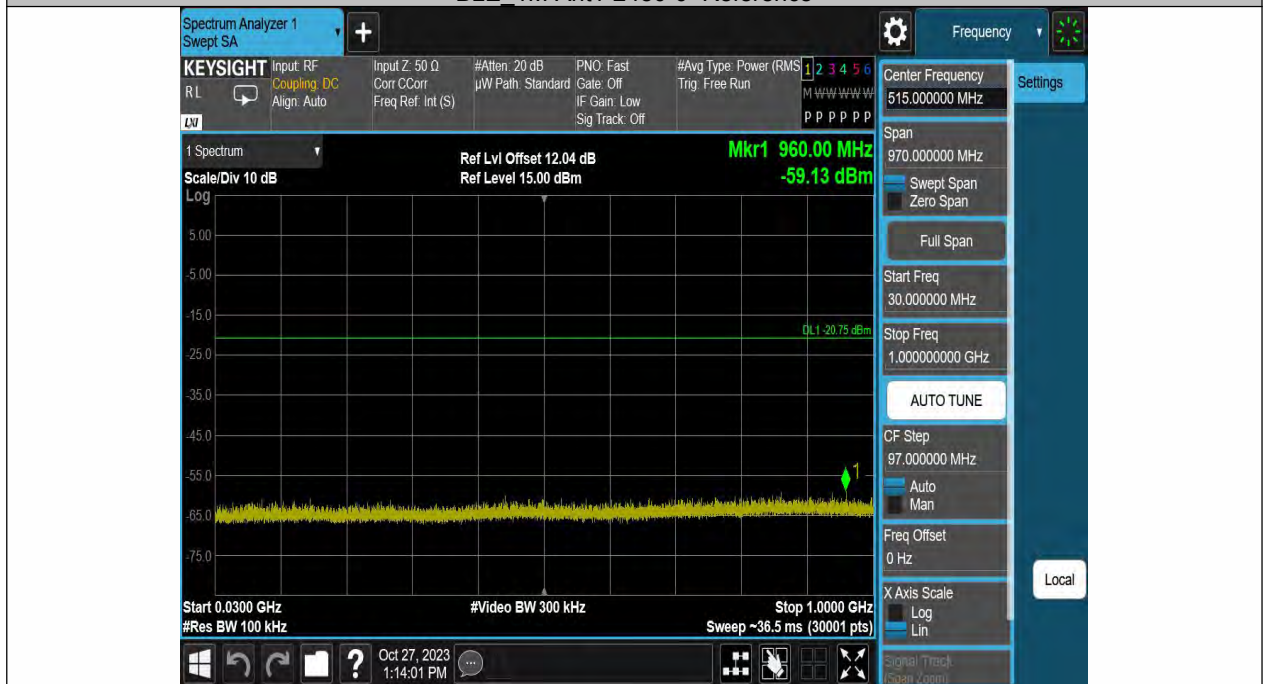 Spectrum Analyzer 1
Swept SA
+
Frequency
KEYSIGHT
RL
LXI
Input: RF
Coupling: DC
Align: Auto
Input Z: 50 Ω
Corr CCorr
Freq Ref: Int (S)
#Atten: 20 dB
µW Path: Standard
PNO: Fast
Gate: Off
IF Gain: Low
Sig Track: Off
#Avg Type: Power (RMS
Trig: Free Run
1 2 3 4 5 6
M W W W W W
P P P P P P
Center Frequency
515.000000 MHz
Settings
1 Spectrum
Scale/Div 10 dB
Log
Ref Lvl Offset 12.04 dB
Ref Level 15.00 dBm
Mkr1 960.00 MHz
-59.13 dBm
Span
970.000000 MHz
Swept Span
Zero Span
Full Span
Start Freq
30.000000 MHz
Stop Freq
1.000000000 GHz
AUTO TUNE
CF Step
97.000000 MHz
Auto
Man
Freq Offset
0 Hz
X Axis Scale
Log
Lin
Signal Track
(Span Zoom)
Local
5.00
-5.00
-15.0
DL1 -20.75 dBm
-25.0
-35.0
-45.0
-55.0
1
-65.0
-75.0
Start 0.0300 GHz
#Res BW 100 kHz
#Video BW 300 kHz
Stop 1.0000 GHz
Sweep ~36.5 ms (30001 pts)
?
Oct 27, 2023
1:14:01 PM